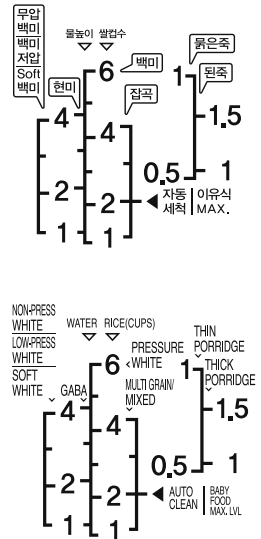 무압
백미
백미
저압
Soft
백미
물높이 쌀컵수
현미
백미
잡곡
묽은죽
된죽
6
1
4
4
1.5
2
2
0.5
1
1
1
자동
세척
이유식
MAX.
NON-PRESS
WHITE
LOW-PRESS
WHITE
SOFT
WHITE
WATER RICE(CUPS)
GABA
PRESSURE
WHITE
MULTI GRAIN/
MIXED
THIN
PORRIDGE
THICK
PORRIDGE
6
1
4
4
1.5
2
2
0.5
1
1
1
AUTO
CLEAN
BABY
FOOD
MAX. LVL